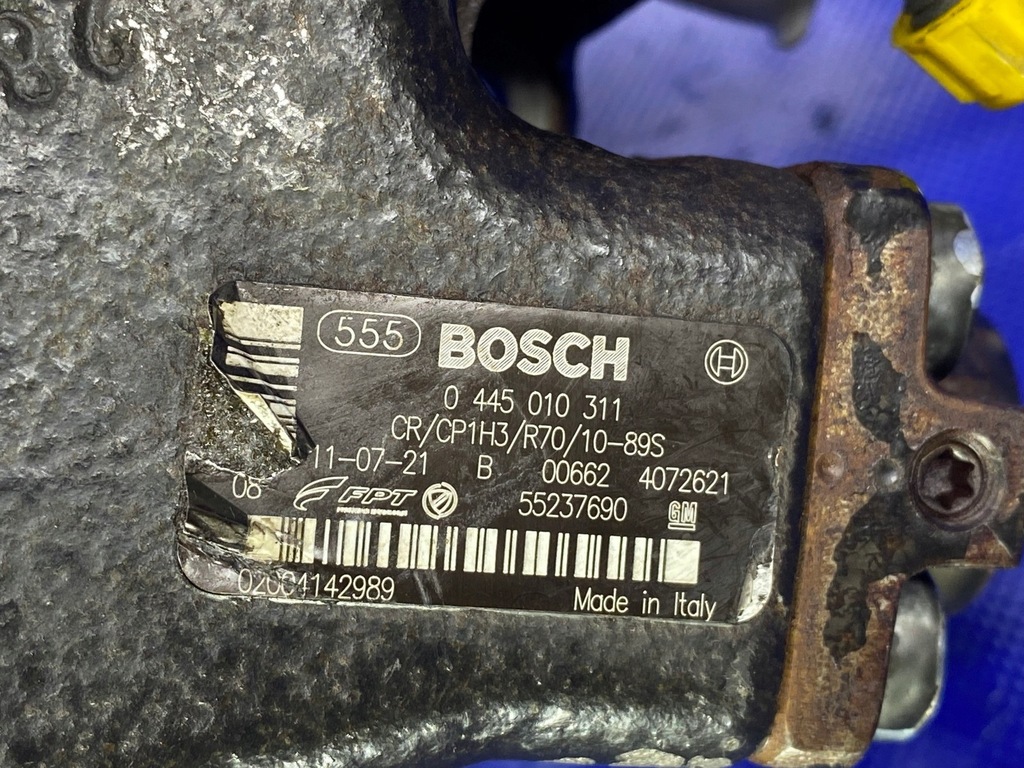 555 BOSCH
0 445 010 311
CR/CP1H3/R70/10-89S
11-07-21 B 00662 4072621
08 FPT 55237690 GM
4142989 Made in Italy